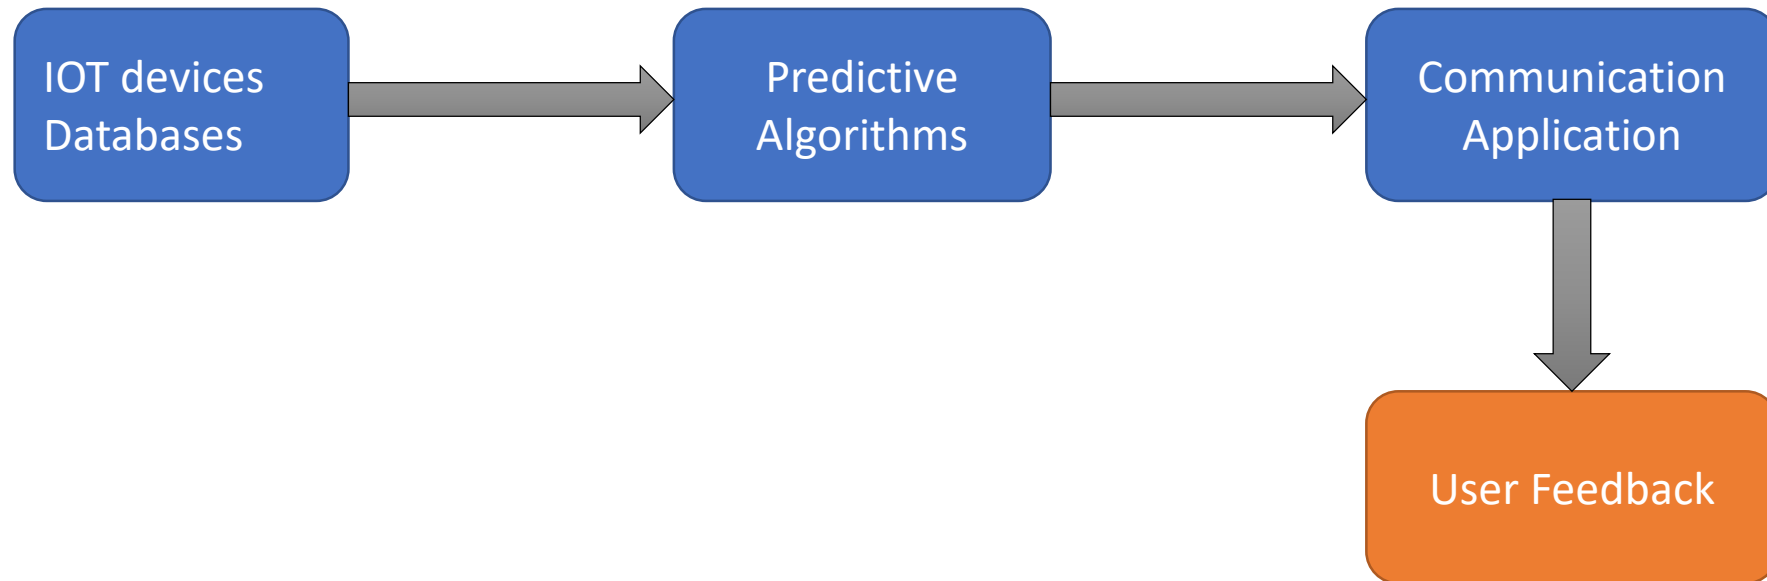 IOT devices
Databases
Predictive
Algorithms
Communication
Application
User Feedback